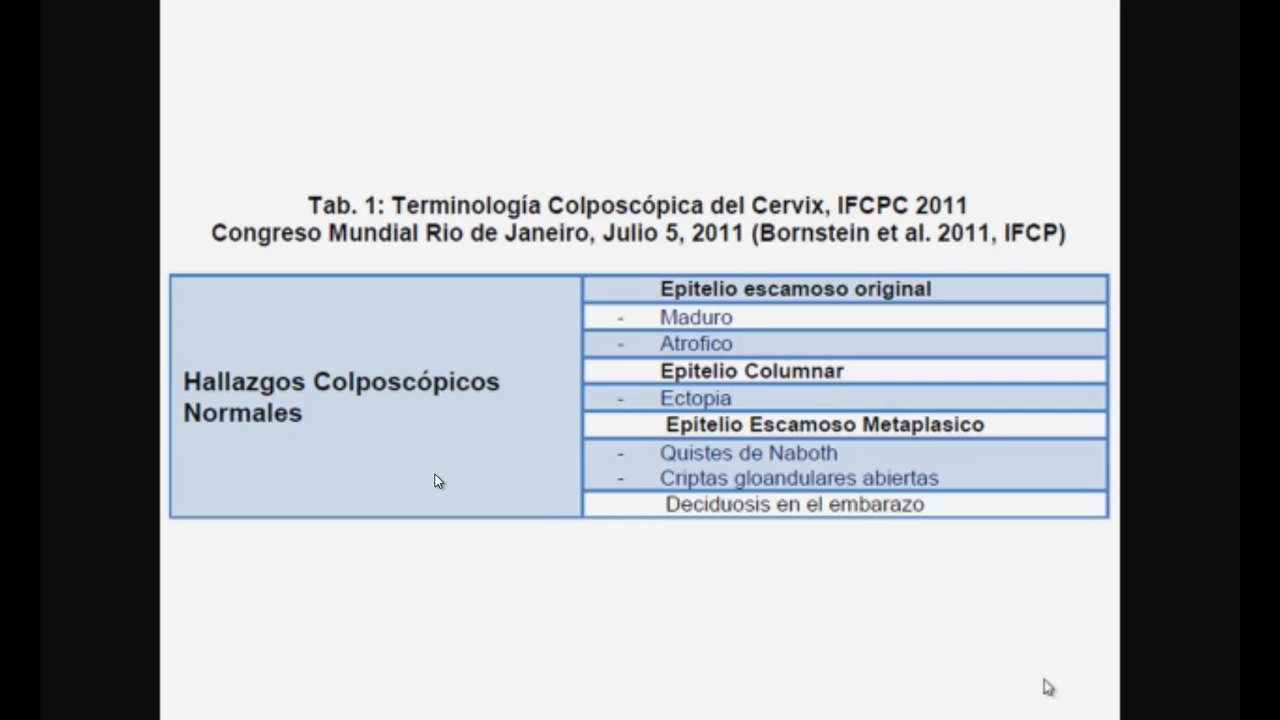 Tab. 1: Terminología Colposcópica del Cervix, IFCPC 2011
Congreso Mundial Rio de Janeiro, Julio 5, 2011 (Bornstein et al. 2011, IFCP)
Hallazgos Colposcópicos
Normales
Epitelio escamoso original
- Maduro
- Atrofico
Epitelio Columnar
- Ectopia
Epitelio Escamoso Metaplasico
- Quistes de Naboth
- Criptas gloandulares abiertas
Deciduosis en el embarazo